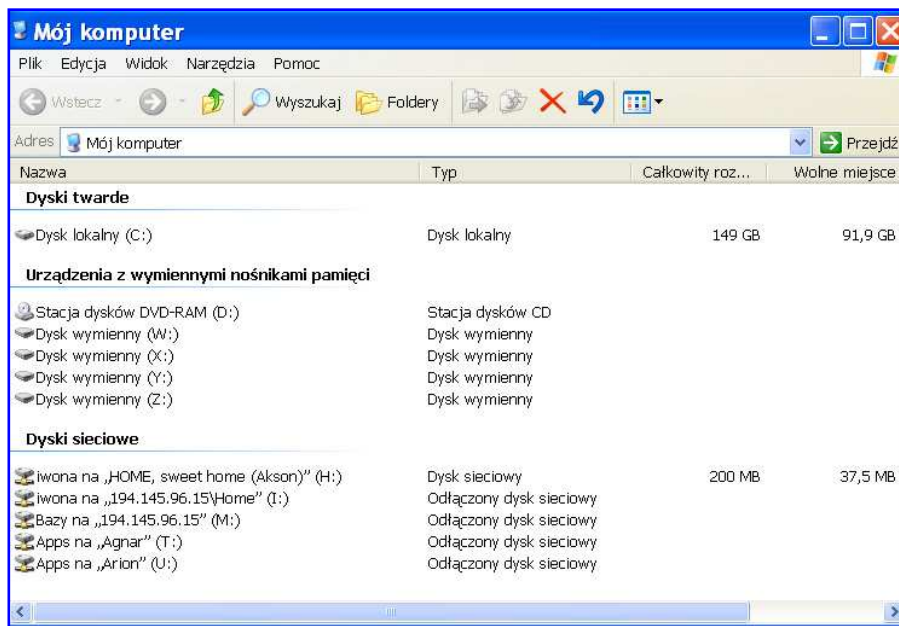 Mój komputer
Plik Edycja Widok Narzędzia Pomoc
Wstecz Wyszukaj Foldery
Adres Mój komputer Przejdź
Nazwa Typ Całkowity roz... Wolne miejsce
Dyski twarde
Dysk lokalny (C:) Dysk lokalny 149 GB 91,9 GB
Urządzenia z wymiennymi nośnikami pamięci
Stacja dysków DVD-RAM (D:) Stacja dysków CD
Dysk wymienny (W:) Dysk wymienny
Dysk wymienny (X:) Dysk wymienny
Dysk wymienny (Y:) Dysk wymienny
Dysk wymienny (Z:) Dysk wymienny
Dyski sieciowe
iwona na „HOME, sweet home (Akson)” (H:) Dysk sieciowy 200 MB 37,5 MB
iwona na „194.145.96.15\Home” (I:) Odłączony dysk sieciowy
Bazy na „194.145.96.15” (M:) Odłączony dysk sieciowy
Apps na „Agnar” (T:) Odłączony dysk sieciowy
Apps na „Arion” (U:) Odłączony dysk sieciowy